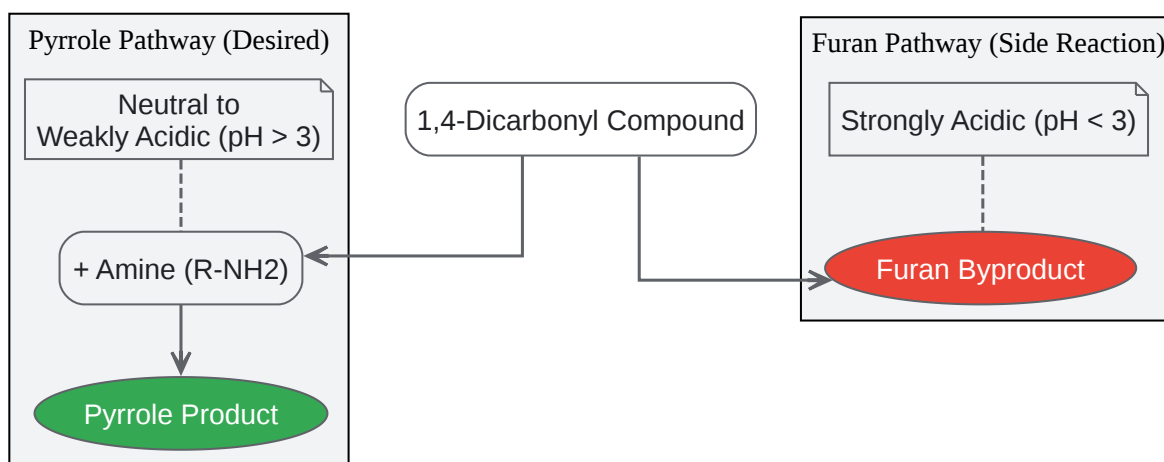 Pyrrole Pathway (Desired)
Neutral to
Weakly Acidic (pH > 3)
+ Amine (R-NH2)
Pyrrole Product
1,4-Dicarbonyl Compound
Furan Pathway (Side Reaction)
Strongly Acidic (pH < 3)
Furan Byproduct